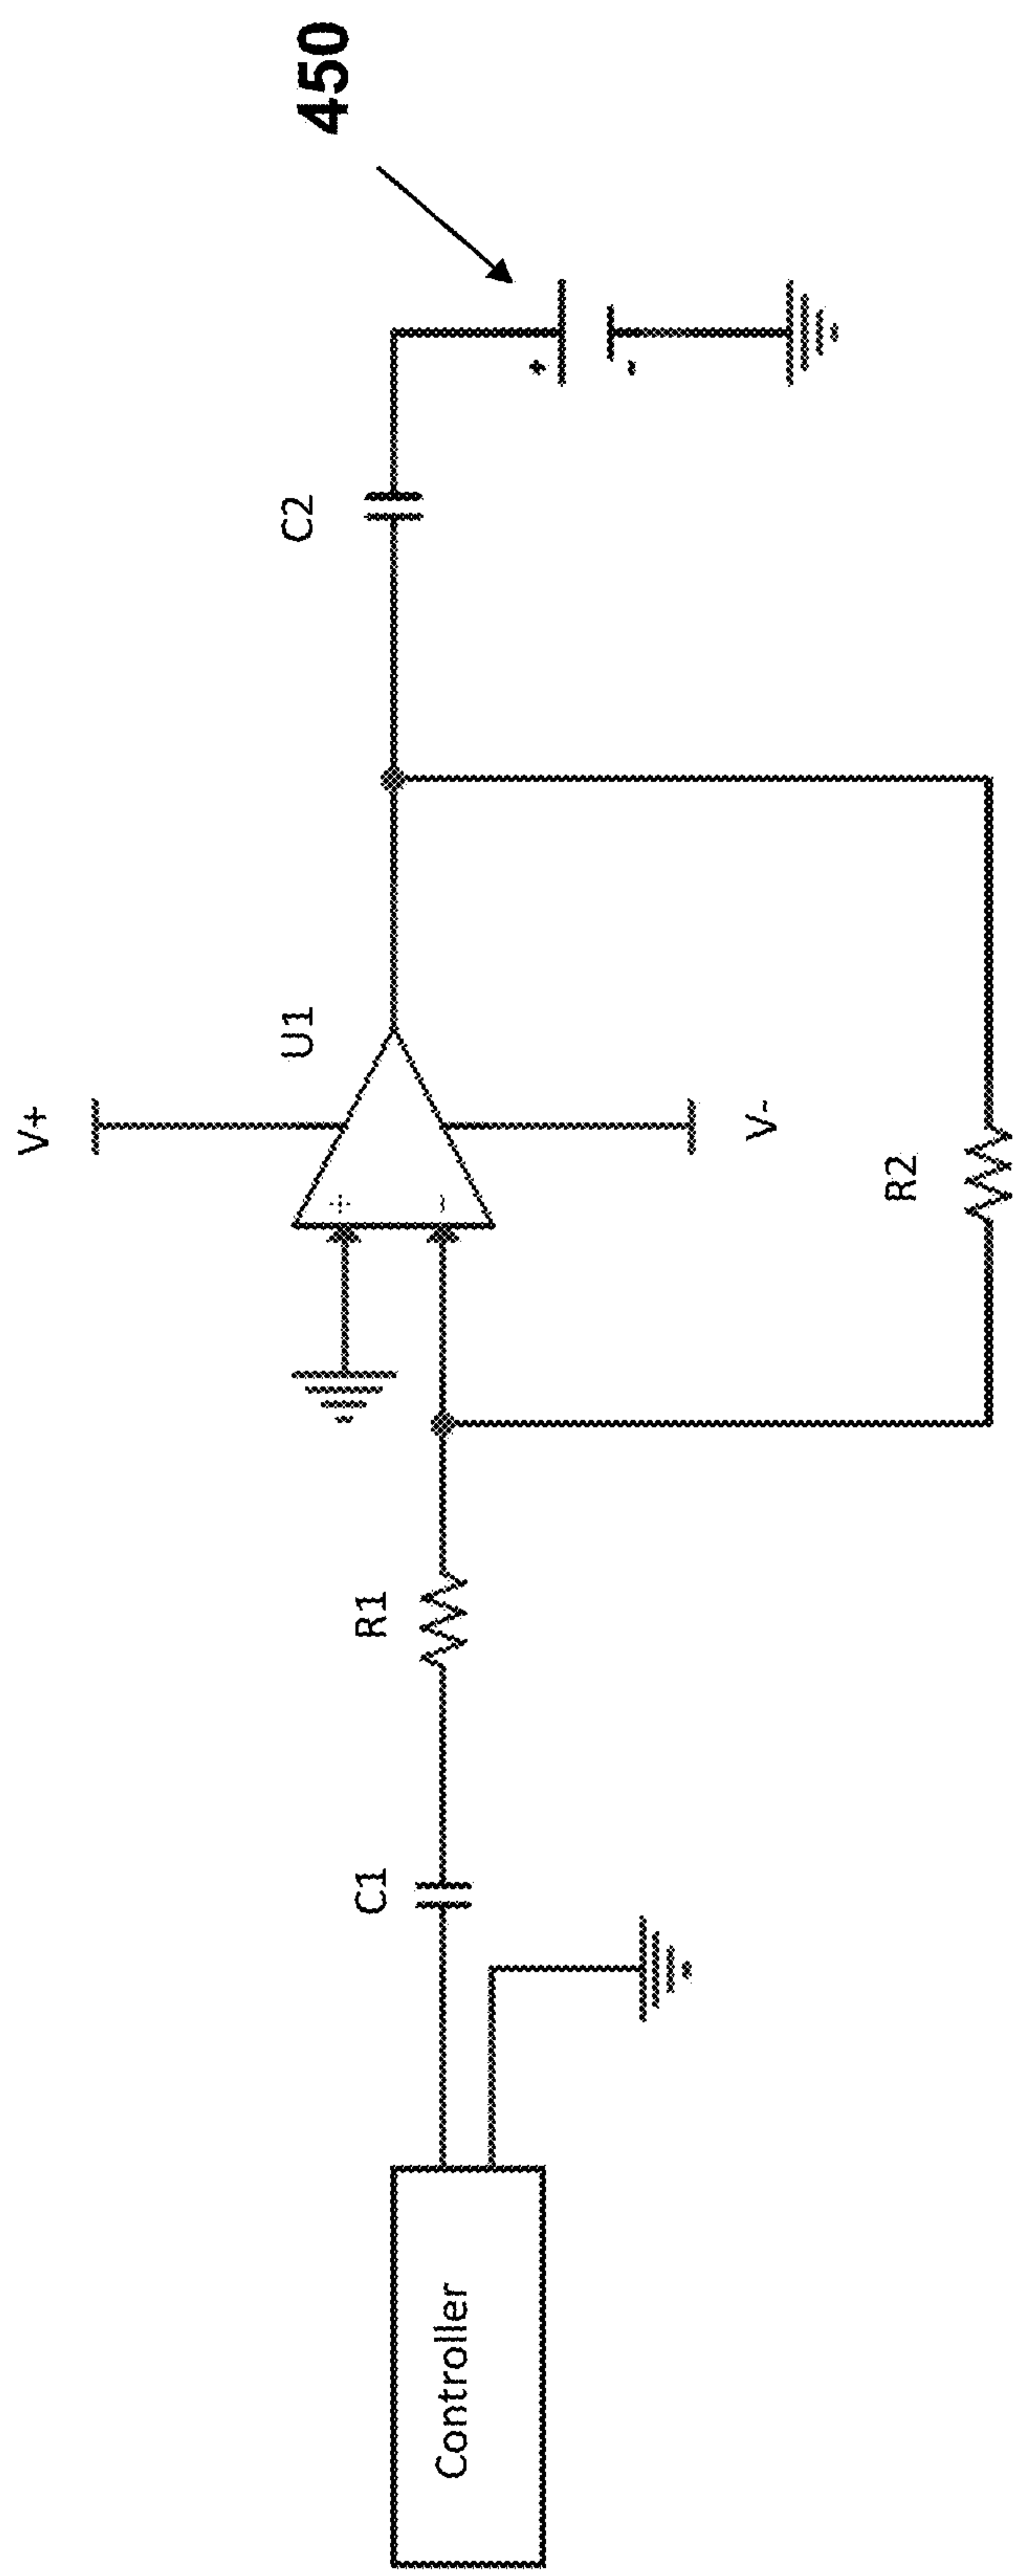 450
V+
U1
C2
+
-
+
-
V-
R2
R1
C1
Controller